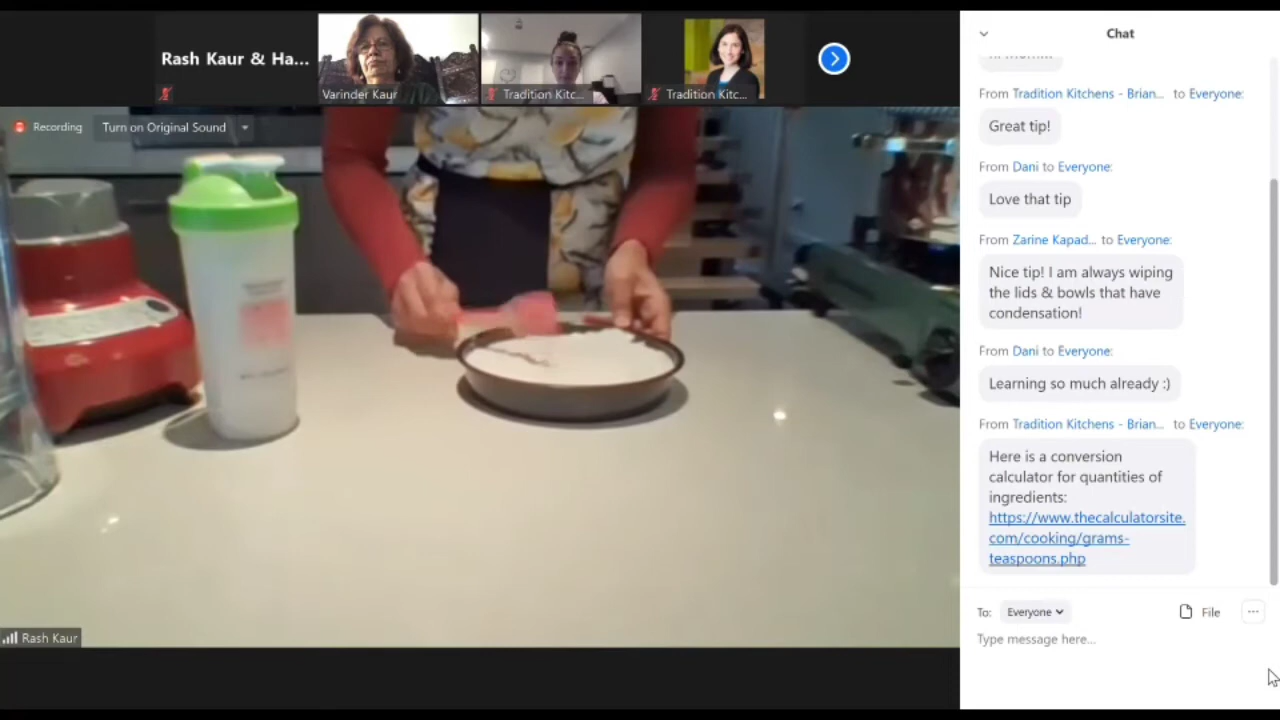 Rash Kaur & Ha...
Varinder Kaur
Tradition Kitc...
Tradition Kitc...
Recording
Turn on Original Sound
Rash Kaur
Chat
From Tradition Kitchens - Brian... to Everyone:
Great tip!
From Dani to Everyone:
Love that tip
From Zarine Kapad... to Everyone:
Nice tip! I am always wiping
the lids & bowls that have
condensation!
From Dani to Everyone:
Learning so much already :)
From Tradition Kitchens - Brian... to Everyone:
Here is a conversion
calculator for quantities of
ingredients:
https://www.thecalculatorsite.
com/cooking/grams-
teaspoons.php
To: Everyone
File
Type message here...